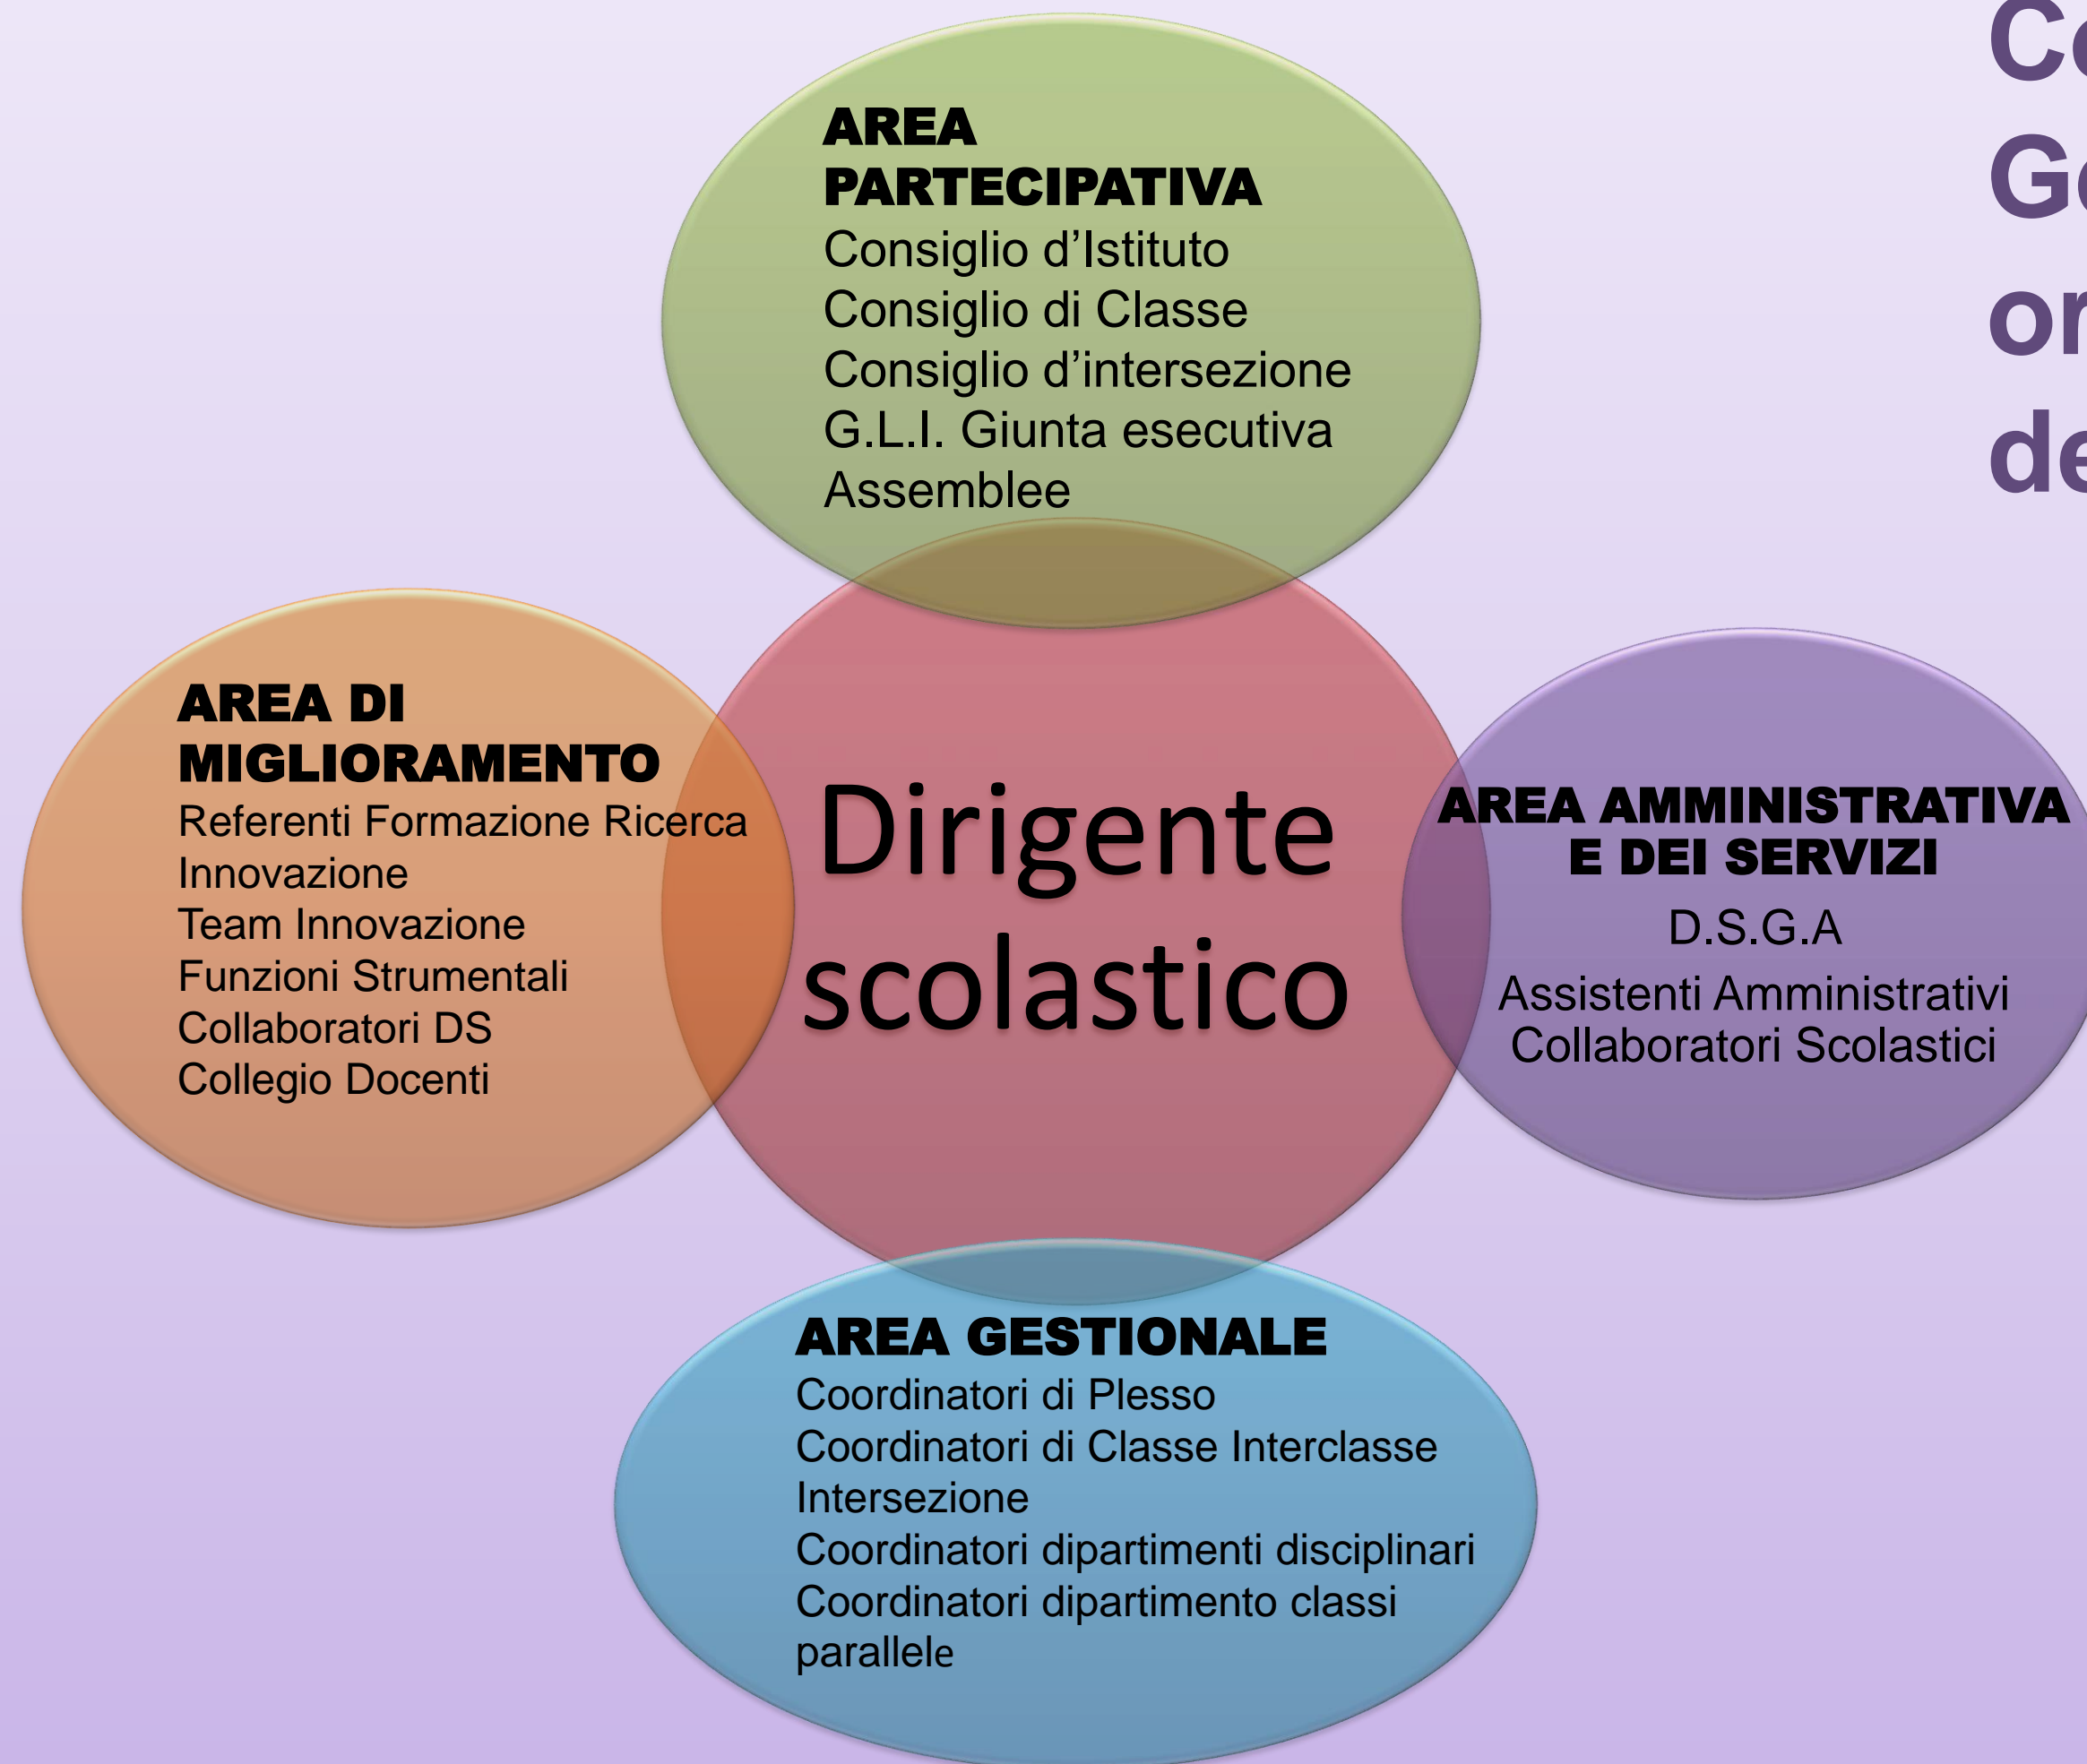 AREA
PARTECIPATIVA
Consiglio d’Istituto
Consiglio di Classe
Consiglio d’intersezione
G.L.I. Giunta esecutiva
Assemblee
AREA DI
MIGLIORAMENTO
Referenti Formazione Ricerca
Innovazione
Team Innovazione
Funzioni Strumentali
Collaboratori DS
Collegio Docenti
Dirigente
scolastico
AREA AMMINISTRATIVA
E DEI SERVIZI
D.S.G.A
Assistenti Amministrativi
Collaboratori Scolastici
AREA GESTIONALE
Coordinatori di Plesso
Coordinatori di Classe Interclasse
Intersezione
Coordinatori dipartimenti disciplinari
Coordinatori dipartimento classi
parallele